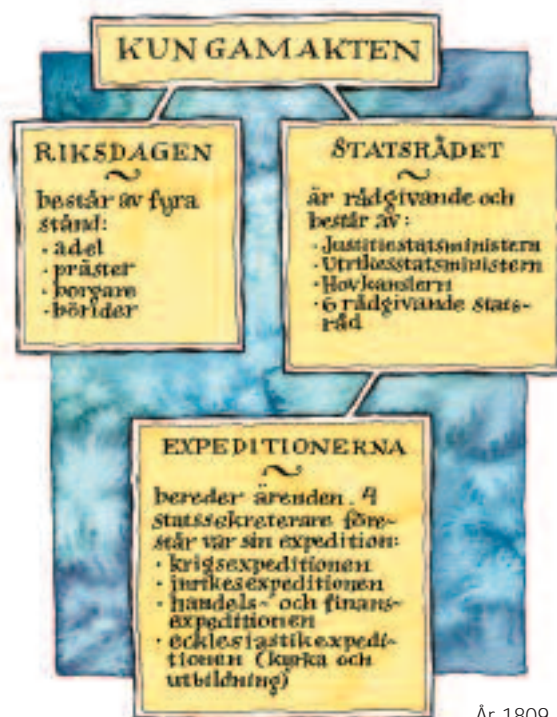 KUNGAMAKTEN
RIKSDAGEN
består av fyra
stånd:
· adel
· präster
· borgare
· bönder
STATSRÅDET
är rådgivande och
består av:
· Justitiestatsministern
· Utrikesstatsministern
· Hovkanslern
· 6 rådgivande stats-
råd
EXPEDITIONERNA
bereder ärenden. 4
statssekreterare före-
står var sin expedition:
· krigsexpeditionen
· inrikesexpeditionen
· handels- och finans-
expeditionen
· ecklesiastikexpedi-
tionen (kyrka och
utbildning)
År 1809